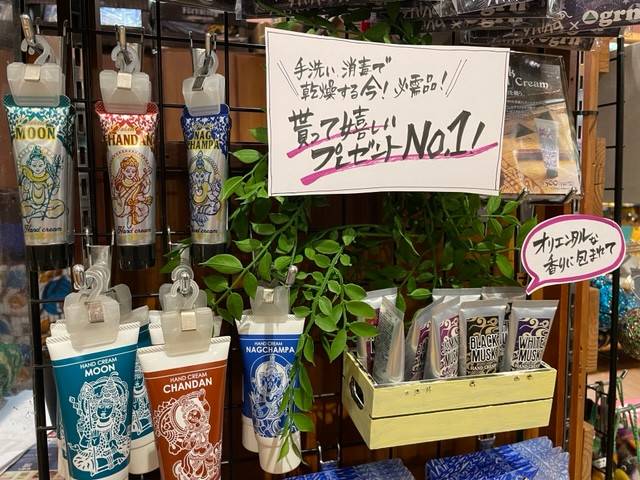 手洗い、消毒で
乾燥する今！必需品！
貰って嬉しい
プレゼントNO.1！
Cream
オリエンタルな
香りに包まれて
MOON
Hand cream
CHANDAN
Hand cream
NAG
CHAMPA
Hand cream
HAND CREAM
MOON
HAND CREAM
CHANDAN
HAND CREAM
NAGCHAMPA
BLACK
MUSK
WHITE
MUSK